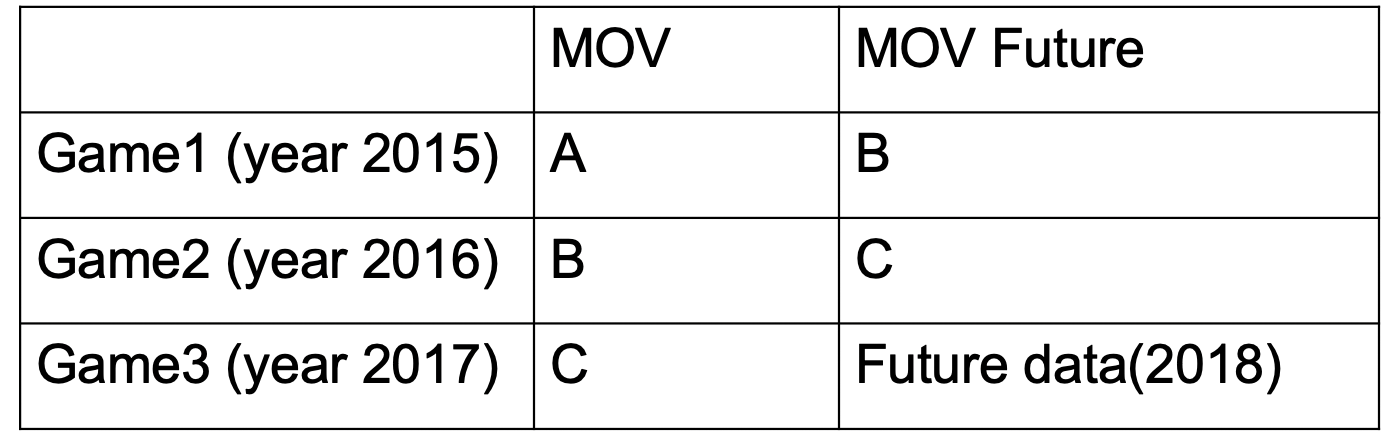 MOV MOV Future
Game1 (year 2015) A B
Game2 (year 2016) B C
Game3 (year 2017) C Future data(2018)